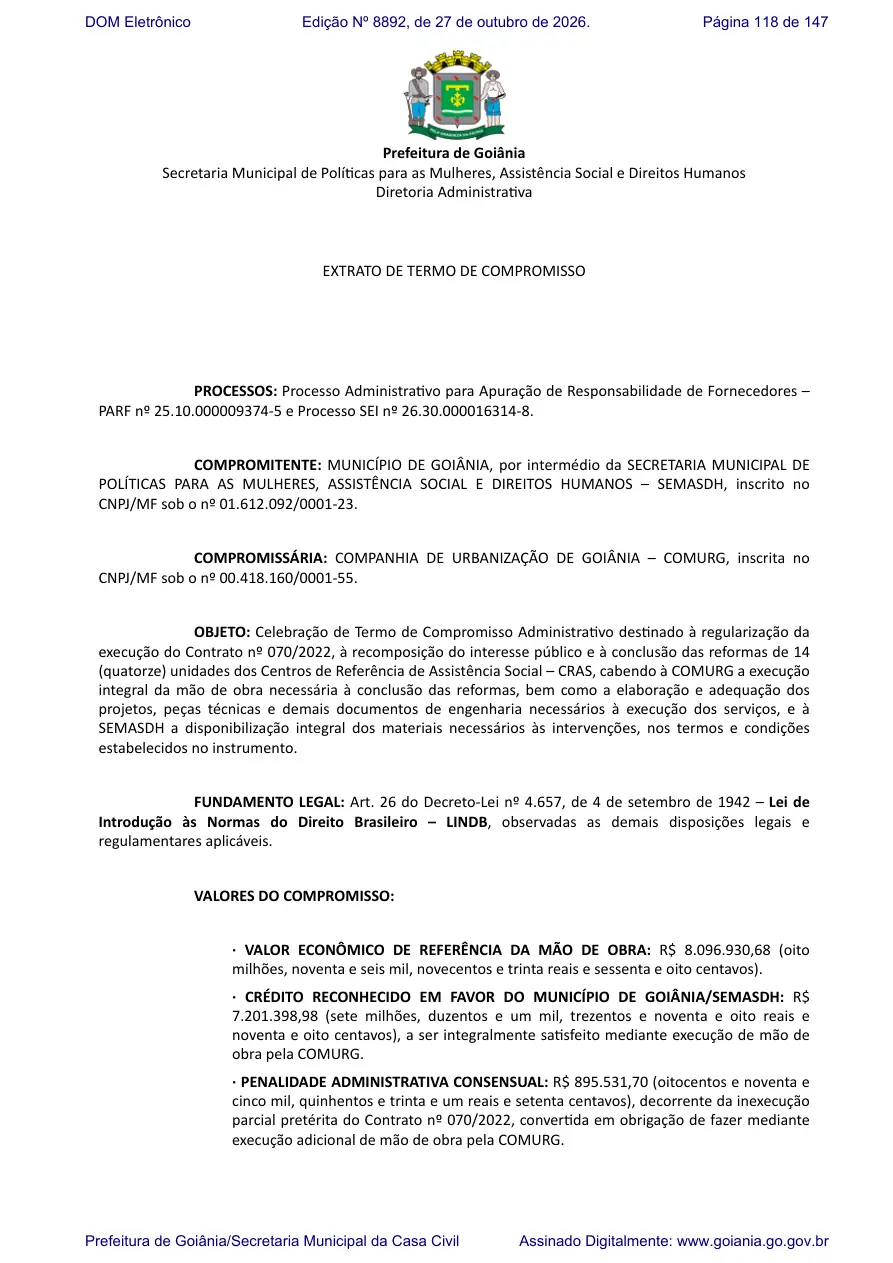 DOM Eletrônico Edição Nº 8892, de 27 de outubro de 2026. Página 118 de 147
Prefeitura de Goiânia
Secretaria Municipal de Políticas para as Mulheres, Assistência Social e Direitos Humanos
Diretoria Administrativa
EXTRATO DE TERMO DE COMPROMISSO
PROCESSOS: Processo Administrativo para Apuração de Responsabilidade de Fornecedores –
PARF nº 25.10.000009374-5 e Processo SEI nº 26.30.000016314-8.
COMPROMITENTE: MUNICÍPIO DE GOIÂNIA, por intermédio da SECRETARIA MUNICIPAL DE
POLÍTICAS PARA AS MULHERES, ASSISTÊNCIA SOCIAL E DIREITOS HUMANOS – SEMASDH, inscrito no
CNPJ/MF sob o nº 01.612.092/0001-23.
COMPROMISSÁRIA: COMPANHIA DE URBANIZAÇÃO DE GOIÂNIA – COMURG, inscrita no
CNPJ/MF sob o nº 00.418.160/0001-55.
OBJETO: Celebração de Termo de Compromisso Administrativo destinado à regularização da
execução do Contrato nº 070/2022, à recomposição do interesse público e à conclusão das reformas de 14
(quatorze) unidades dos Centros de Referência de Assistência Social – CRAS, cabendo à COMURG a execução
integral da mão de obra necessária à conclusão das reformas, bem como a elaboração e adequação dos
projetos, peças técnicas e demais documentos de engenharia necessários à execução dos serviços, e à
SEMASDH a disponibilização integral dos materiais necessários às intervenções, nos termos e condições
estabelecidos no instrumento.
FUNDAMENTO LEGAL: Art. 26 do Decreto-Lei nº 4.657, de 4 de setembro de 1942 – Lei de
Introdução às Normas do Direito Brasileiro – LINDB, observadas as demais disposições legais e
regulamentares aplicáveis.
VALORES DO COMPROMISSO:
· VALOR ECONÔMICO DE REFERÊNCIA DA MÃO DE OBRA: R$ 8.096.930,68 (oito
milhões, noventa e seis mil, novecentos e trinta reais e sessenta e oito centavos).
· CRÉDITO RECONHECIDO EM FAVOR DO MUNICÍPIO DE GOIÂNIA/SEMASDH: R$
7.201.398,98 (sete milhões, duzentos e um mil, trezentos e noventa e oito reais e
noventa e oito centavos), a ser integralmente satisfeito mediante execução de mão de
obra pela COMURG.
· PENALIDADE ADMINISTRATIVA CONSENSUAL: R$ 895.531,70 (oitocentos e noventa e
cinco mil, quinhentos e trinta e um reais e setenta centavos), decorrente da inexecução
parcial pretérita do Contrato nº 070/2022, convertida em obrigação de fazer mediante
execução adicional de mão de obra pela COMURG.
Prefeitura de Goiânia/Secretaria Municipal da Casa Civil Assinado Digitalmente: www.goiania.go.gov.br